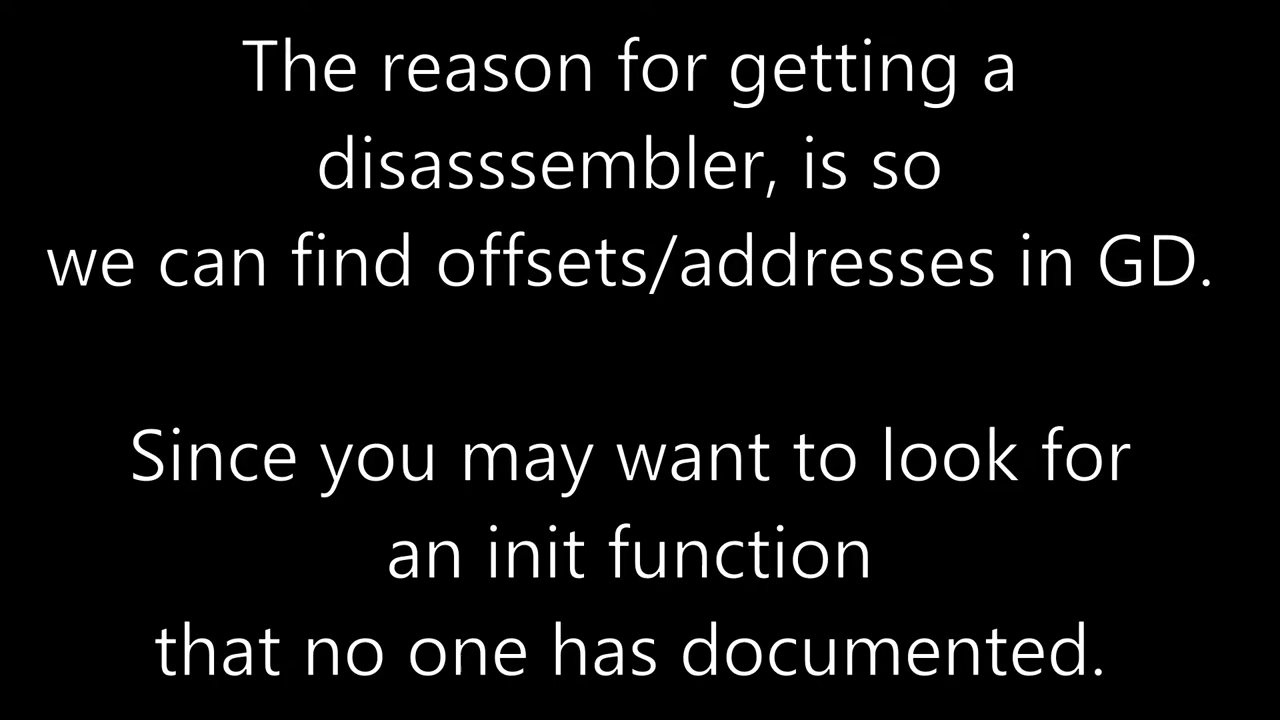 The reason for getting a
disasssembler, is so
we can find offsets/addresses in GD.
Since you may want to look for
an init function
that no one has documented.